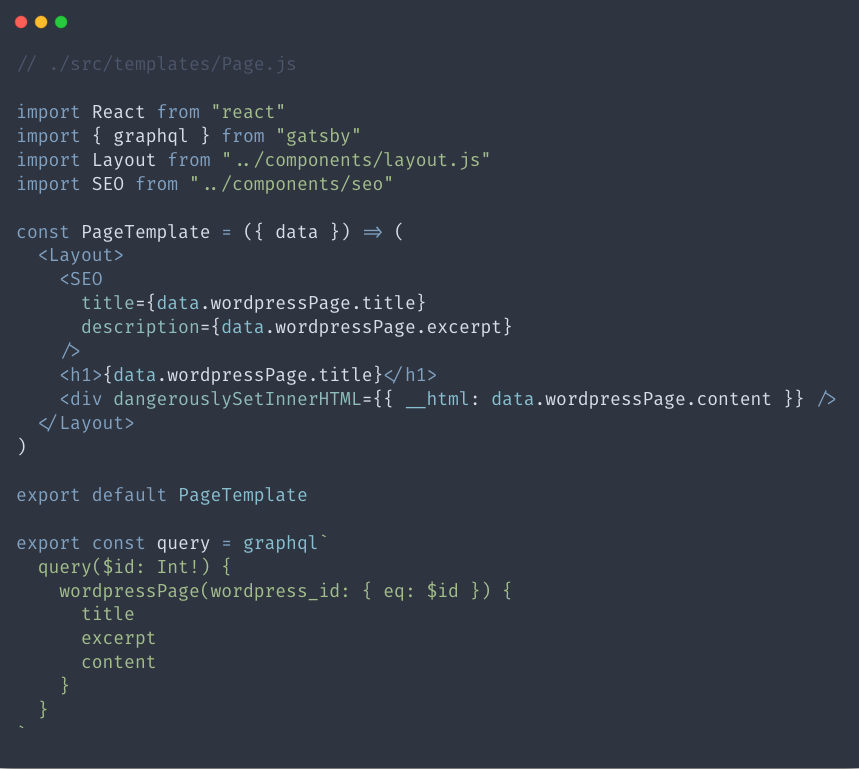 // ./src/templates/Page.js
import React from "react"
import { graphql } from "gatsby"
import Layout from "../components/layout.js"
import SEO from "../components/seo"
const PageTemplate = ({ data }) => (
  <Layout>
    <SEO
      title={data.wordpressPage.title}
      description={data.wordpressPage.excerpt}
    />
    <h1>{data.wordpressPage.title}</h1>
    <div dangerouslySetInnerHTML={{ __html: data.wordpressPage.content }} />
  </Layout>
)
export default PageTemplate
export const query = graphql`
  query($id: Int!) {
    wordpressPage(wordpress_id: { eq: $id }) {
      title
      excerpt
      content
    }
  }
`